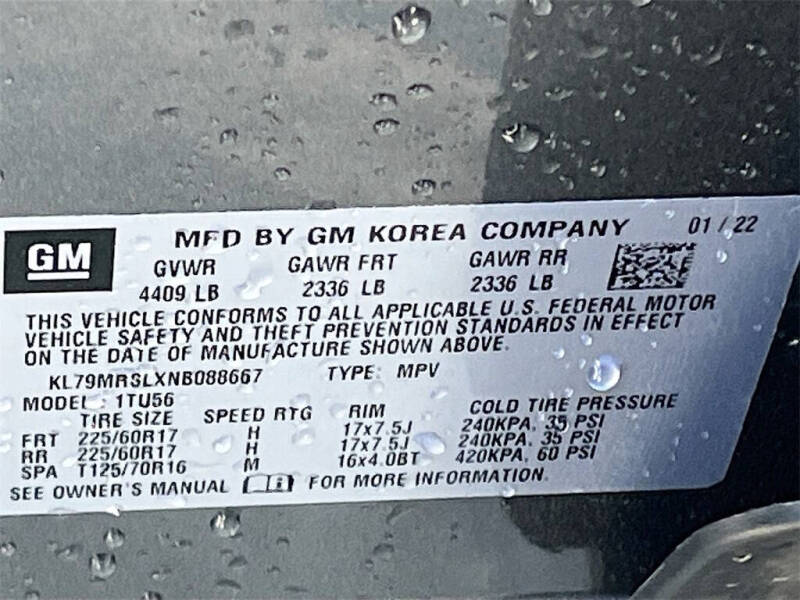 GM
MFD BY GM KOREA COMPANY 01 / 22
GVWR GAWR FRT GAWR RR
4409 LB 2336 LB 2336 LB
THIS VEHICLE CONFORMS TO ALL APPLICABLE U.S. FEDERAL MOTOR
VEHICLE SAFETY AND THEFT PREVENTION STANDARDS IN EFFECT
ON THE DATE OF MANUFACTURE SHOWN ABOVE.
KL79MRSLXNB088667 TYPE: MPV
MODEL: 1TU56
TIRE SIZE SPEED RTG RIM COLD TIRE PRESSURE
FRT 225/60R17 H 17x7.5J 240KPA, 35 PSI
RR 225/60R17 H 17x7.5J 240KPA, 35 PSI
SPA T125/70R16 M 16x4.0BT 420KPA, 60 PSI
SEE OWNER'S MANUAL FOR MORE INFORMATION.